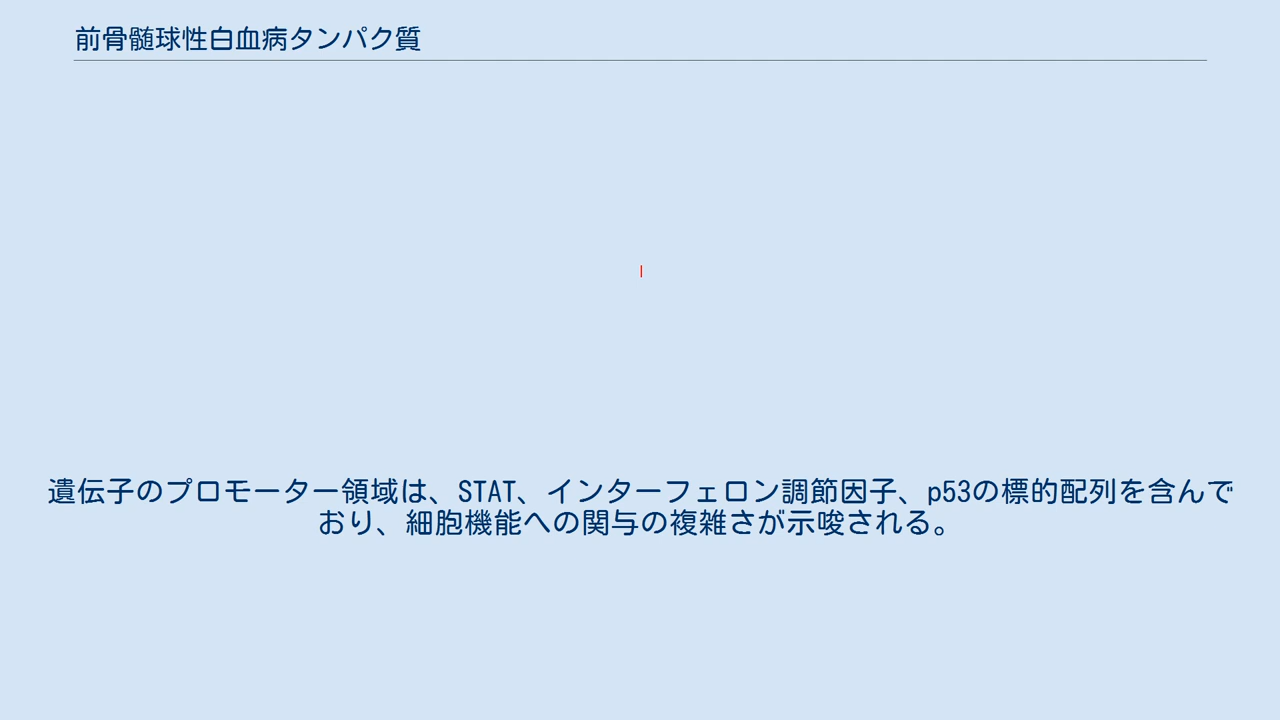 前骨髄球性白血病タンパク質
遺伝子のプロモーター領域は、STAT、インターフェロン調節因子、p53の標的配列を含んで
おり、細胞機能への関与の複雑さが示唆される。